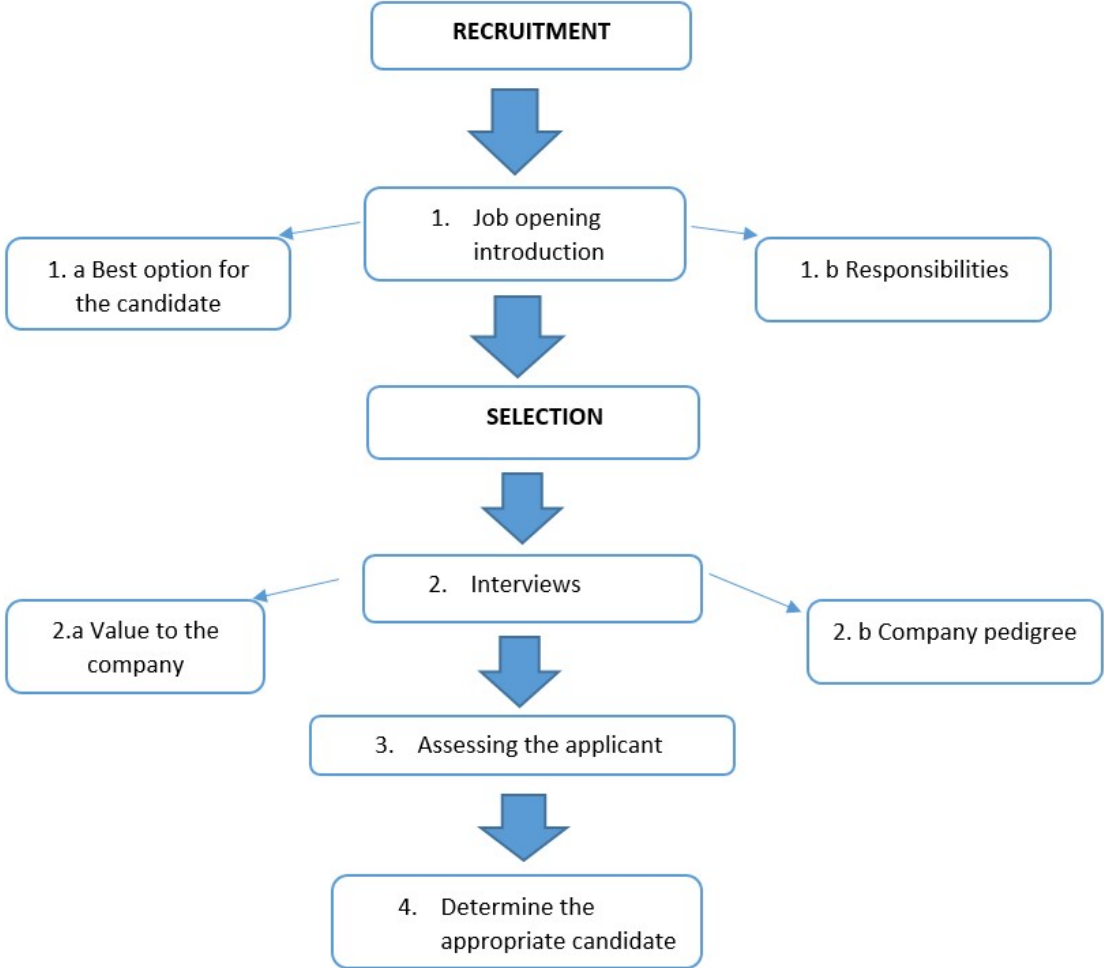 RECRUITMENT
1. Job opening
introduction
1. a Best option for
the candidate
1. b Responsibilities
SELECTION
2. Interviews
2.a Value to the
company
2. b Company pedigree
3. Assessing the applicant
4. Determine the
appropriate candidate